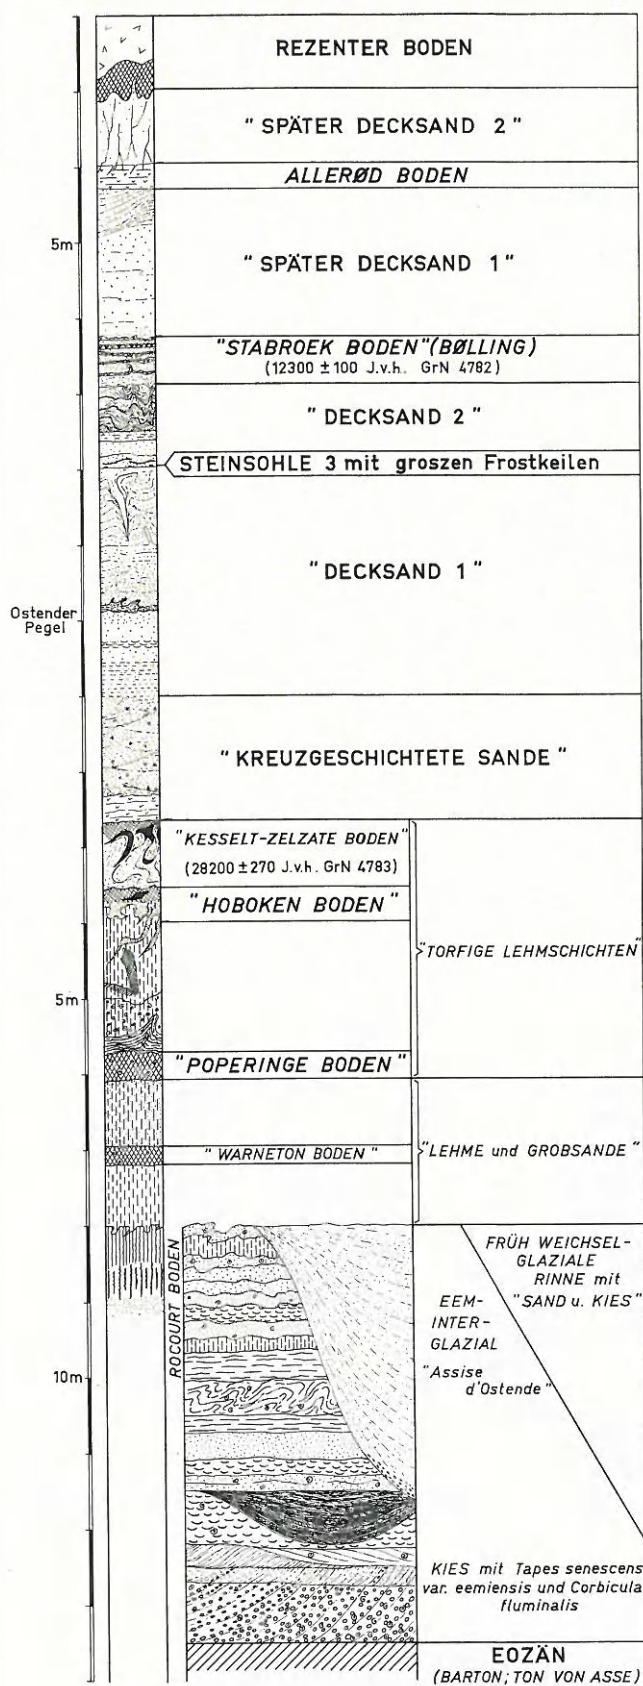 REZENTER BODEN
" SPÄTER DECKSAND 2 "
ALLERØD BODEN
5m
" SPÄTER DECKSAND 1"
"STABROEK BODEN"(BØLLING)
(12300 ±100 J.v.h. GrN 4782)
" DECKSAND 2 "
STEINSOHLE 3 mit groszen Frostkeilen
" DECKSAND 1 "
Ostender
Pegel
" KREUZGESCHICHTETE SANDE "
"KESSELT-ZELZATE BODEN"
(28200 ±270 J.v.h. GrN 4783)
"HOBOKEN BODEN "
"TORFIGE LEHMSCHICHTEN"
5m
"POPERINGE BODEN "
" WARNETON BODEN "
"LEHME und GROBSANDE "
ROCOURT BODEN
FRÜH WEICHSEL-
GLAZIALE
RINNE mit
"SAND u. KIES"
EEM-
INTER-
GLAZIAL
"Assise
d'Ostende"
10m
KIES mit Tapes senescens
var. eemiensis und Corbicula
fluminalis
EOZÄN
(BARTON; TON VON ASSE)